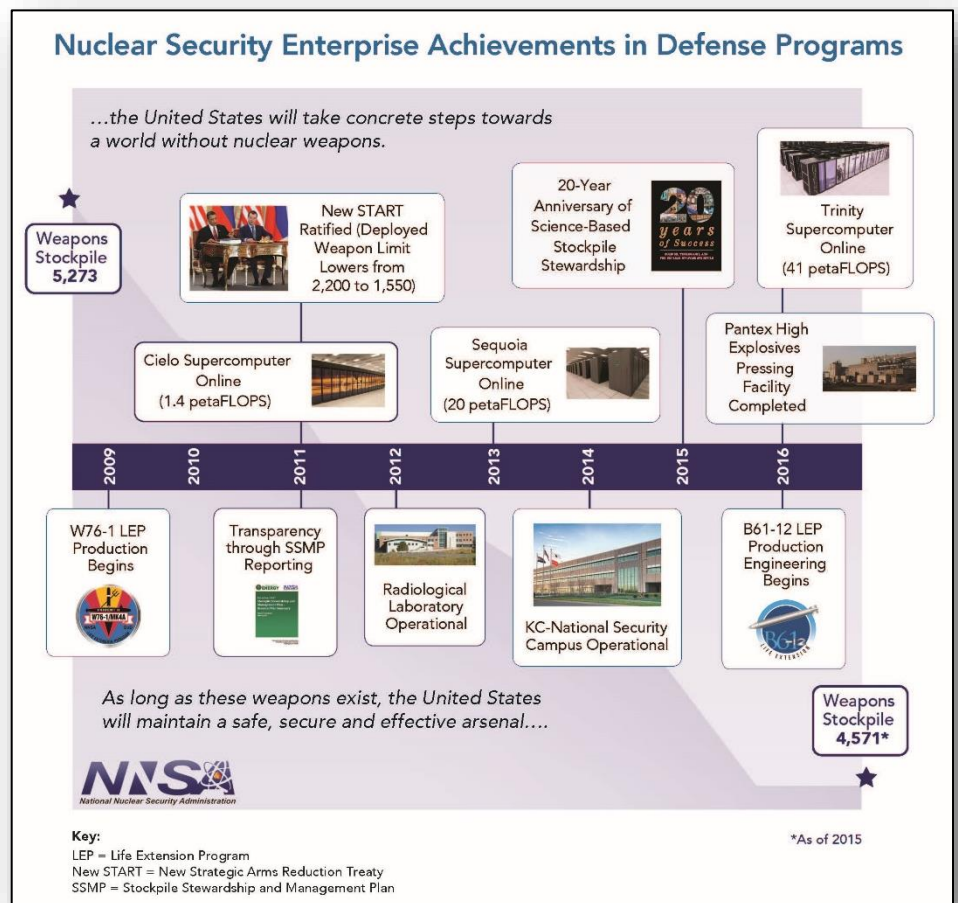 Nuclear Security Enterprise Achievements in Defense Programs
...the United States will take concrete steps towards
a world without nuclear weapons.
Weapons
Stockpile
5,273
New START
Ratified (Deployed
Weapon Limit
Lowers from
2,200 to 1,550)
20-Year
Anniversary of
Science-Based
Stockpile
Stewardship
20
years
of Success
Trinity
Supercomputer
Online
(41 petaFLOPS)
Cielo Supercomputer
Online
(1.4 petaFLOPS)
Sequoia
Supercomputer
Online
(20 petaFLOPS)
Pantex High
Explosives
Pressing
Facility
Completed
2009
2010
2011
2012
2013
2014
2015
2016
W76-1 LEP
Production
Begins
W76-1/MK4A
Transparency
through SSMP
Reporting
Radiological
Laboratory
Operational
KC-National Security
Campus Operational
B61-12 LEP
Production
Engineering
Begins
B61-12
LIFE EXTENSION
As long as these weapons exist, the United States
will maintain a safe, secure and effective arsenal....
Weapons
Stockpile
4,571*
NNSA
National Nuclear Security Administration
*As of 2015
Key:
LEP = Life Extension Program
New START = New Strategic Arms Reduction Treaty
SSMP = Stockpile Stewardship and Management Plan